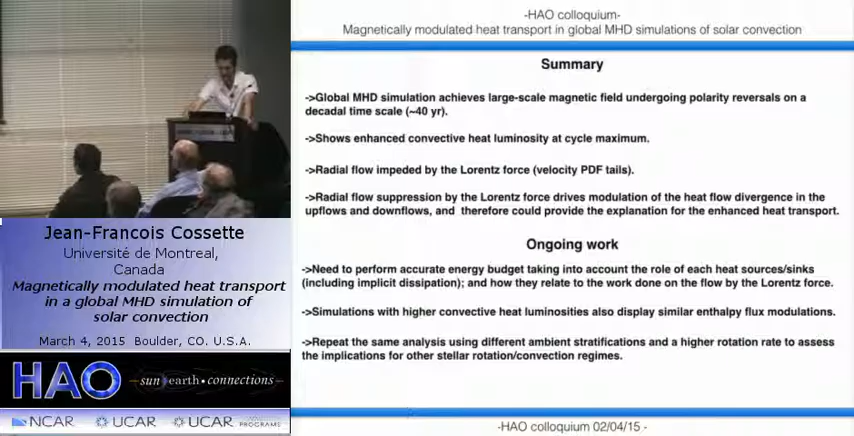 -HAO colloquium-
Magnetically modulated heat transport in global MHD simulations of solar convection
Summary
->Global MHD simulation achieves large-scale magnetic field undergoing polarity reversals on a
decadal time scale (~40 yr).
->Shows enhanced convective heat luminosity at cycle maximum.
->Radial flow impeded by the Lorentz force (velocity PDF tails).
->Radial flow suppression by the Lorentz force drives modulation of the heat flow divergence in the
upflows and downflows, and therefore could provide the explanation for the enhanced heat transport.
Ongoing work
->Need to perform accurate energy budget taking into account the role of each heat sources/sinks
(including implicit dissipation); and how they relate to the work done on the flow by the Lorentz force.
->Simulations with higher convective heat luminosities also display similar enthalpy flux modulations.
->Repeat the same analysis using different ambient stratifications and a higher rotation rate to assess
the implications for other stellar rotation/convection regimes.
-HAO colloquium 02/04/15 -
Jean-Francois Cossette
Université de Montreal,
Canada
Magnetically modulated heat transport
in a global MHD simulation of
solar convection
March 4, 2015 Boulder, CO. U.S.A.
HAO
-sun earth•connections-
NCAR UCAR UCAR PROGRAMS